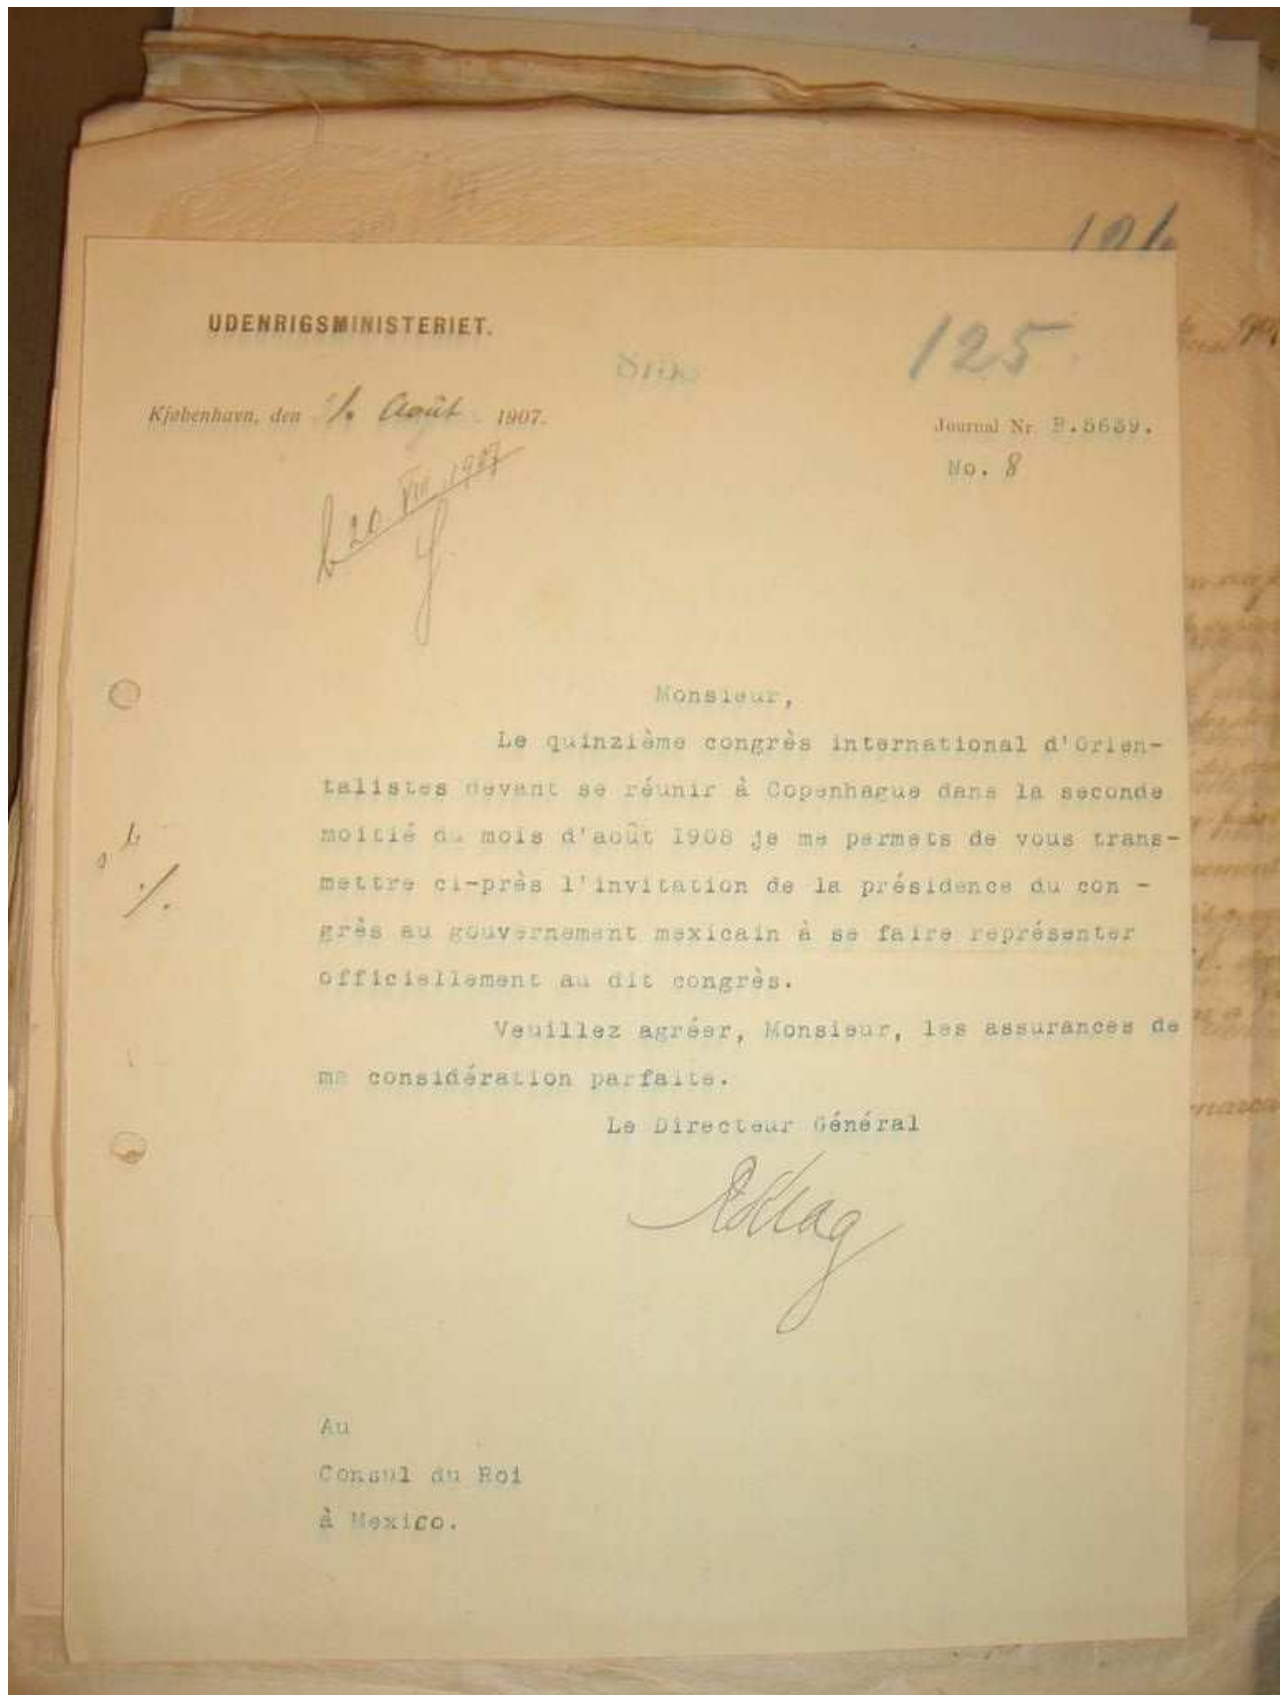 UDENRIGSMINISTERIET.
125
Kjøbenhavn, den Août 1907.
Journal Nr. B.5639.
No. 8
20 VIII 1907
Monsieur,
Le quinzième congrès international d'Orien-
talistes devant se réunir à Copenhague dans la seconde
moitié du mois d'août 1908 je me permets de vous trans-
mettre ci-près l'invitation de la présidence du con -
grès au gouvernement mexicain à se faire représenter
officiellement au dit congrès.
Veuillez agréer, Monsieur, les assurances de
ma considération parfaite.
Le Directeur Général
Au
Consul du Roi
à Mexico.